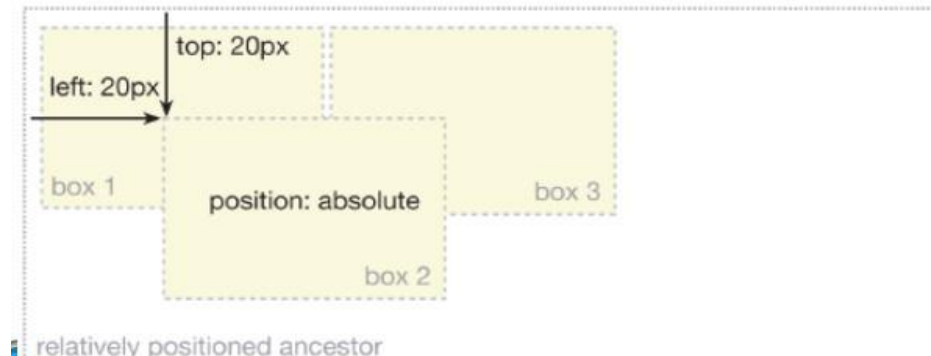 top: 20px
left: 20px
box 1
position: absolute
box 3
box 2
relatively positioned ancestor